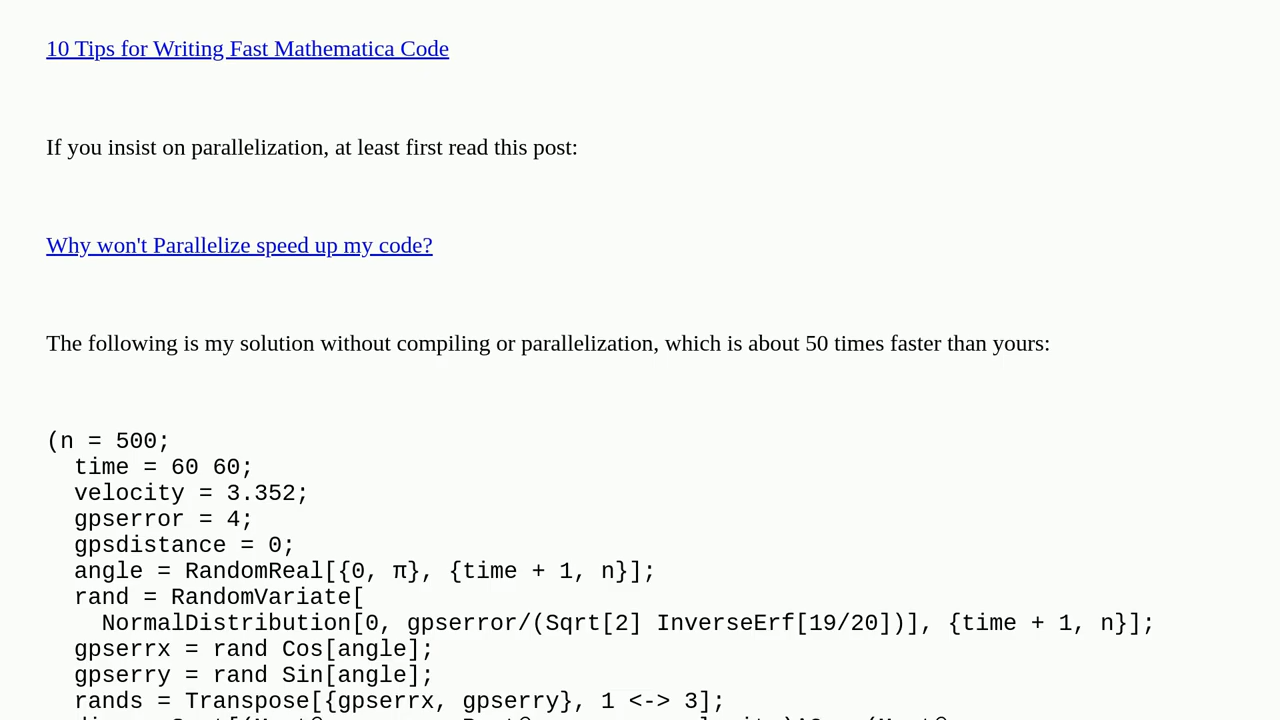 10 Tips for Writing Fast Mathematica Code
If you insist on parallelization, at least first read this post:
Why won't Parallelize speed up my code?
The following is my solution without compiling or parallelization, which is about 50 times faster than yours:
(n = 500;
  time = 60 60;
  velocity = 3.352;
  gpserror = 4;
  gpsdistance = 0;
  angle = RandomReal[{0, π}, {time + 1, n}];
  rand = RandomVariate[
    NormalDistribution[0, gpserror/(Sqrt[2] InverseErf[19/20])], {time + 1, n}];
  gpserrx = rand Cos[angle];
  gpserry = rand Sin[angle];
  rands = Transpose[{gpserrx, gpserry}, 1 <-> 3];